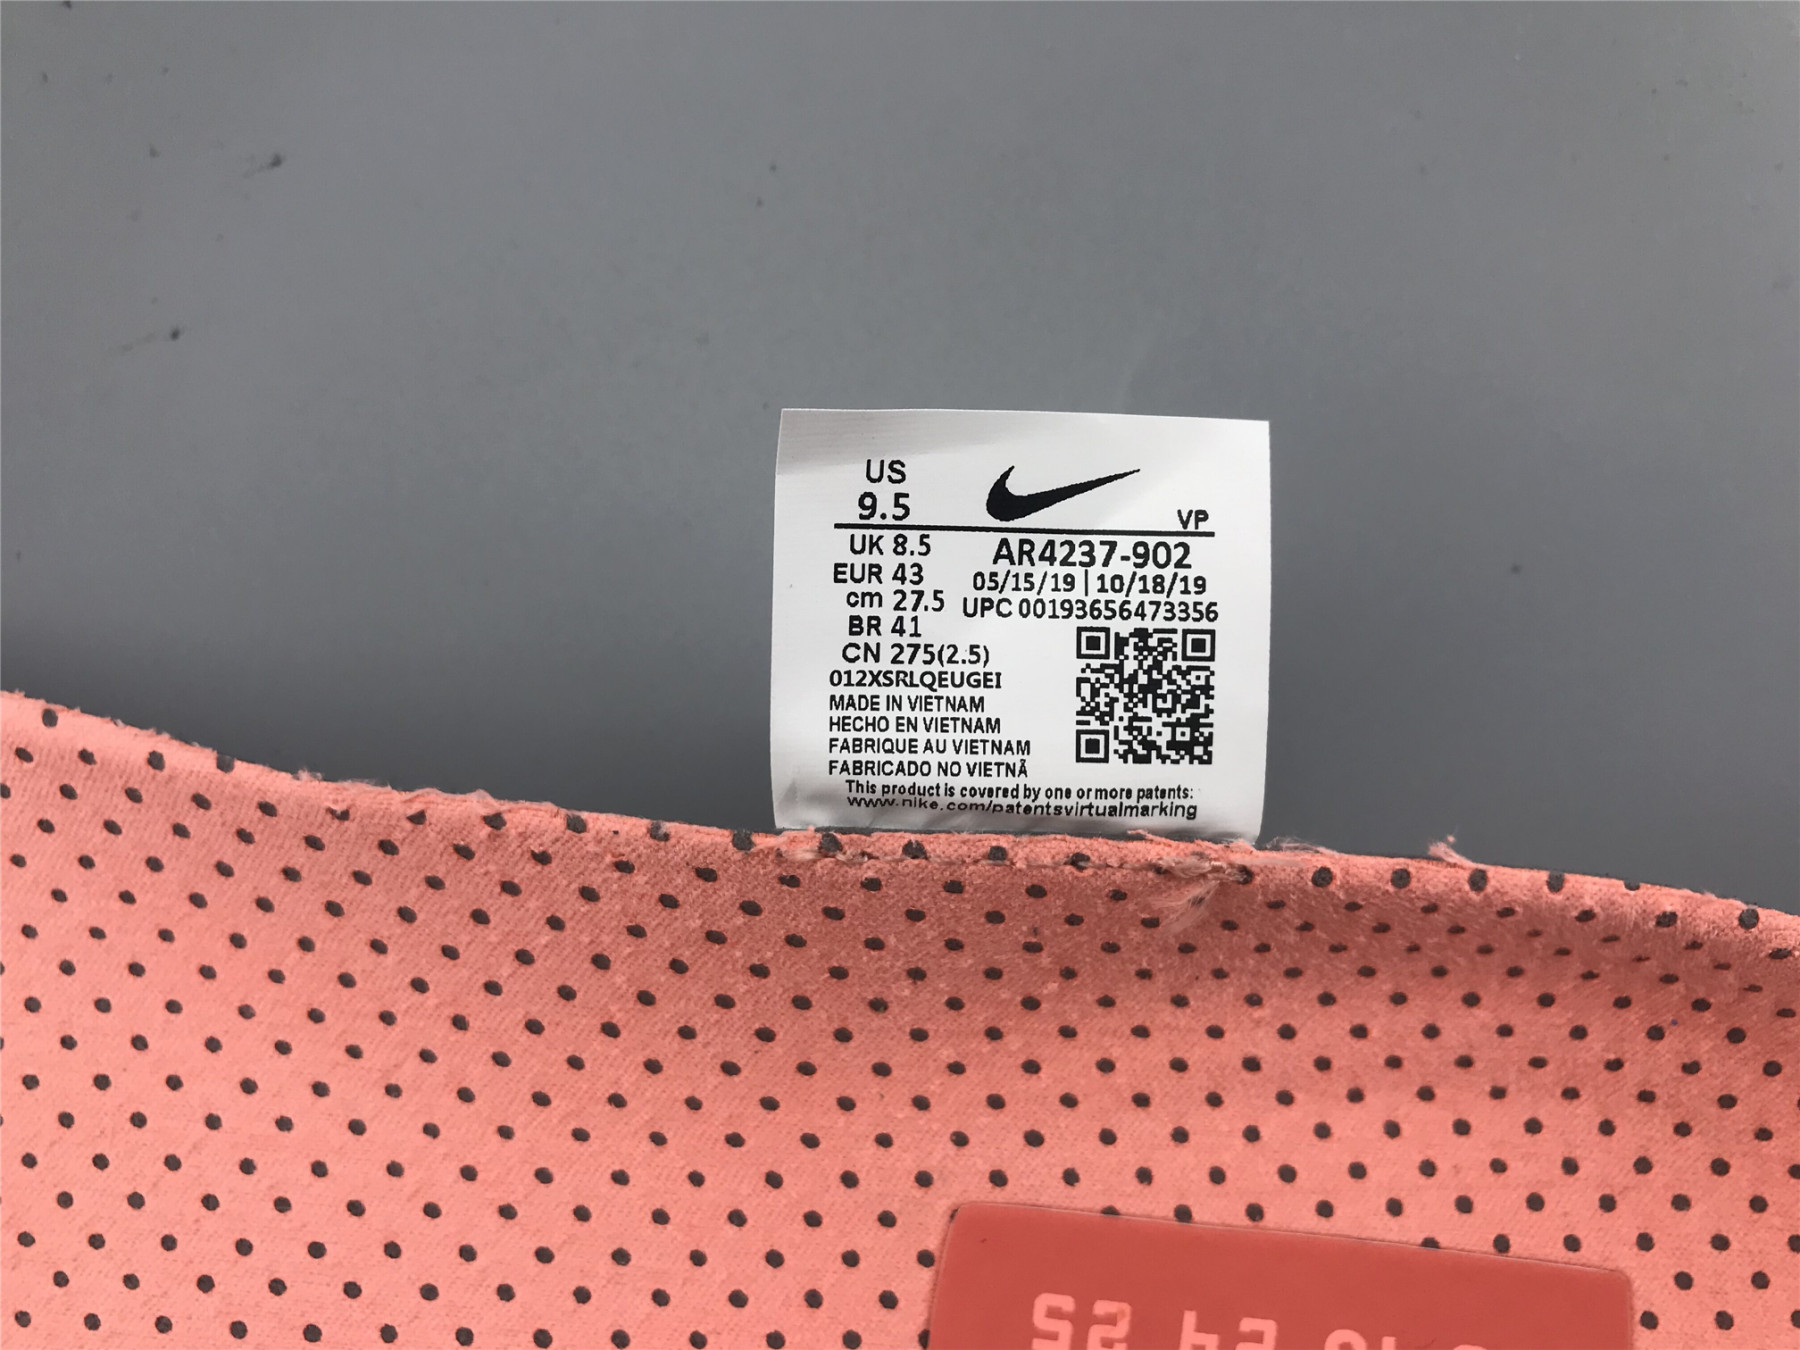 US
9.5
VP
UK 8.5
EUR 43
cm 27.5
BR 41
CN 275(2.5)
AR4237-902
05/15/19 | 10/18/19
UPC 00193656473356
012XSRLQEUGEI
MADE IN VIETNAM
HECHO EN VIETNAM
FABRIQUE AU VIETNAM
FABRICADO NO VIETNÃ
This product is covered by one or more patents:
www.nike.com/patentsvirtualmarking